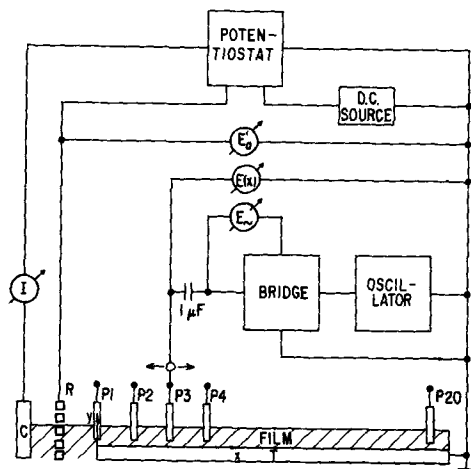 POTEN-
TIOSTAT
D.C.
SOURCE
E'o
E(x)
E~
I
1 μF
BRIDGE
OSCIL-
LATOR
R
P1
P2
P3
P4
P20
C
y
FILM
x